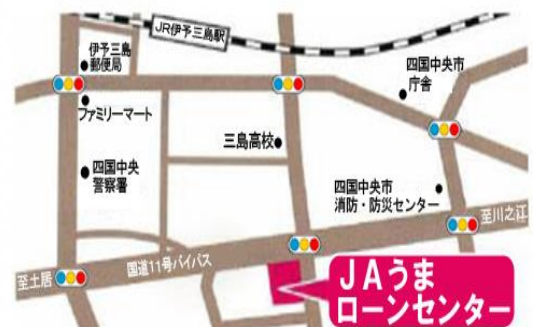 JR伊予三島駅
伊予三島
郵便局
ファミリーマート
四国中央
警察署
三島高校
四国中央市
庁舎
四国中央市
消防・防災センター
至川之江
国道11号バイパス
至土居
JAうま
ローンセンター